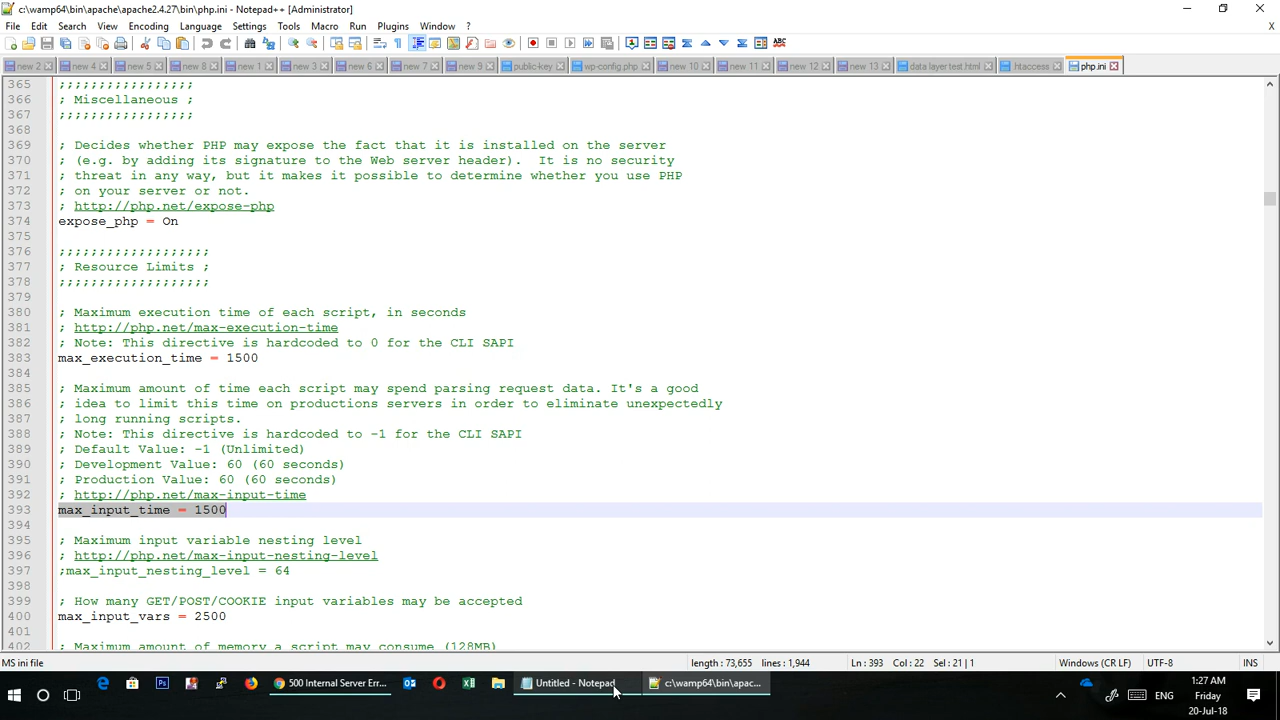 c:\wamp64\bin\apache\apache2.4.27\bin\php.ini - Notepad++ [Administrator]
File Edit Search View Encoding Language Settings Tools Macro Run Plugins Window ?
X
new 2 new 4 new 5 new 8 new 1 new 3 new 6 new 7 new 9 public-key wp-config.php new 10 new 11 new 12 new 13 data layer test.html .htaccess php.ini
365 ;;;;;;;;;;;;;;;;;
366 ; Miscellaneous ;
367 ;;;;;;;;;;;;;;;;;
368
369 ; Decides whether PHP may expose the fact that it is installed on the server
370 ; (e.g. by adding its signature to the Web server header).  It is no security
371 ; threat in any way, but it makes it possible to determine whether you use PHP
372 ; on your server or not.
373 ; http://php.net/expose-php
374 expose_php = On
375
376 ;;;;;;;;;;;;;;;;;;;
377 ; Resource Limits ;
378 ;;;;;;;;;;;;;;;;;;;
379
380 ; Maximum execution time of each script, in seconds
381 ; http://php.net/max-execution-time
382 ; Note: This directive is hardcoded to 0 for the CLI SAPI
383 max_execution_time = 1500
384
385 ; Maximum amount of time each script may spend parsing request data. It's a good
386 ; idea to limit this time on productions servers in order to eliminate unexpectedly
387 ; long running scripts.
388 ; Note: This directive is hardcoded to -1 for the CLI SAPI
389 ; Default Value: -1 (Unlimited)
390 ; Development Value: 60 (60 seconds)
391 ; Production Value: 60 (60 seconds)
392 ; http://php.net/max-input-time
393 max_input_time = 1500
394
395 ; Maximum input variable nesting level
396 ; http://php.net/max-input-nesting-level
397 ;max_input_nesting_level = 64
398
399 ; How many GET/POST/COOKIE input variables may be accepted
400 max_input_vars = 2500
401
402 ; Maximum amount of memory a script may consume (128MB)
MS ini file length : 73,655 lines : 1,944 Ln : 393 Col : 22 Sel : 21 | 1 Windows (CR LF) UTF-8 INS
500 Internal Server Err... Untitled - Notepad c:\wamp64\bin\apac... ENG
1:27 AM
Friday
20-Jul-18